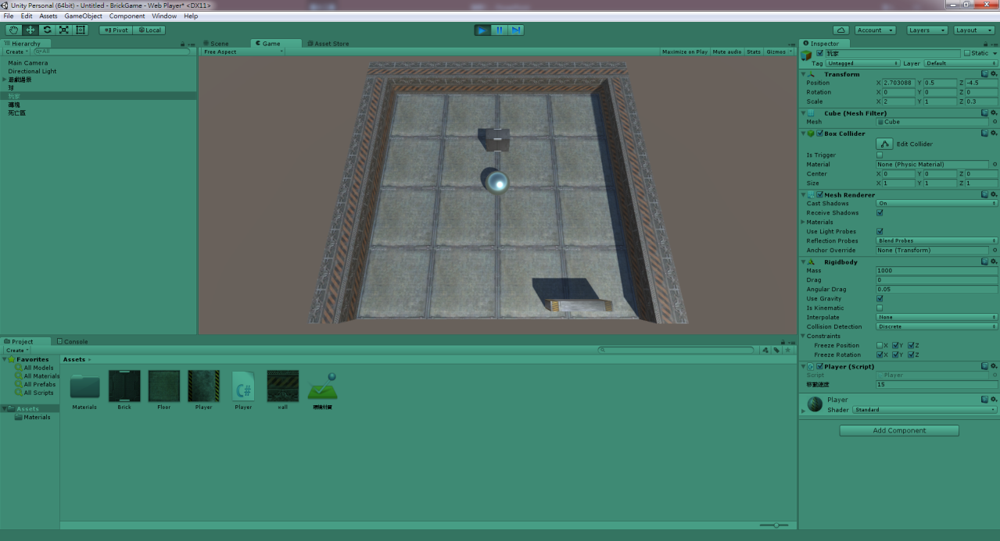 Unity Personal (64bit) - Untitled - BrickGame - Web Player* <DX11>
File Edit Assets GameObject Component Window Help
Pivot Local Account Layers Layout
Hierarchy
Create All
Main Camera
Directional Light
遊戲場景
球
玩家
磚塊
死亡區
Scene Game Asset Store
Free Aspect Maximize on Play Mute audio Stats Gizmos
Inspector
玩家 Static
Tag Untagged Layer Default
Transform
Position X 2.703088 Y 0.5 Z -4.5
Rotation X 0 Y 0 Z 0
Scale X 2 Y 1 Z 0.3
Cube (Mesh Filter)
Mesh Cube
Box Collider
Edit Collider
Is Trigger
Material None (Physic Material)
Center X 0 Y 0 Z 0
Size X 1 Y 1 Z 1
Mesh Renderer
Cast Shadows On
Receive Shadows
Materials
Use Light Probes
Reflection Probes Blend Probes
Anchor Override None (Transform)
Rigidbody
Mass 1000
Drag 0
Angular Drag 0.05
Use Gravity
Is Kinematic
Interpolate None
Collision Detection Discrete
Constraints
Freeze Position X Y Z
Freeze Rotation X Y Z
Player (Script)
Script Player
移動速度 15
Player
Shader Standard
Add Component
Project Console
Create
Favorites
All Models
All Materials
All Prefabs
All Scripts
Assets
Materials
Assets
C#
Materials Brick Floor Player Player wall